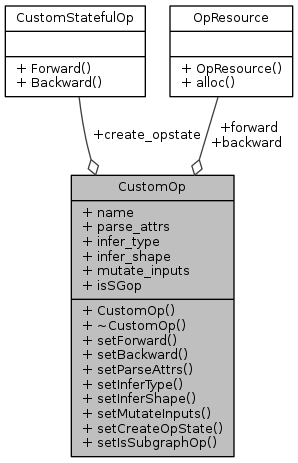 CustomStatefulOp
+ Forward()
+ Backward()
OpResource
+ OpResource()
+ alloc()
+create_opstate
+forward
+backward
CustomOp
+ name
+ parse_attrs
+ infer_type
+ infer_shape
+ mutate_inputs
+ isSGop
+ CustomOp()
+ ~CustomOp()
+ setForward()
+ setBackward()
+ setParseAttrs()
+ setInferType()
+ setInferShape()
+ setMutateInputs()
+ setCreateOpState()
+ setIsSubgraphOp()